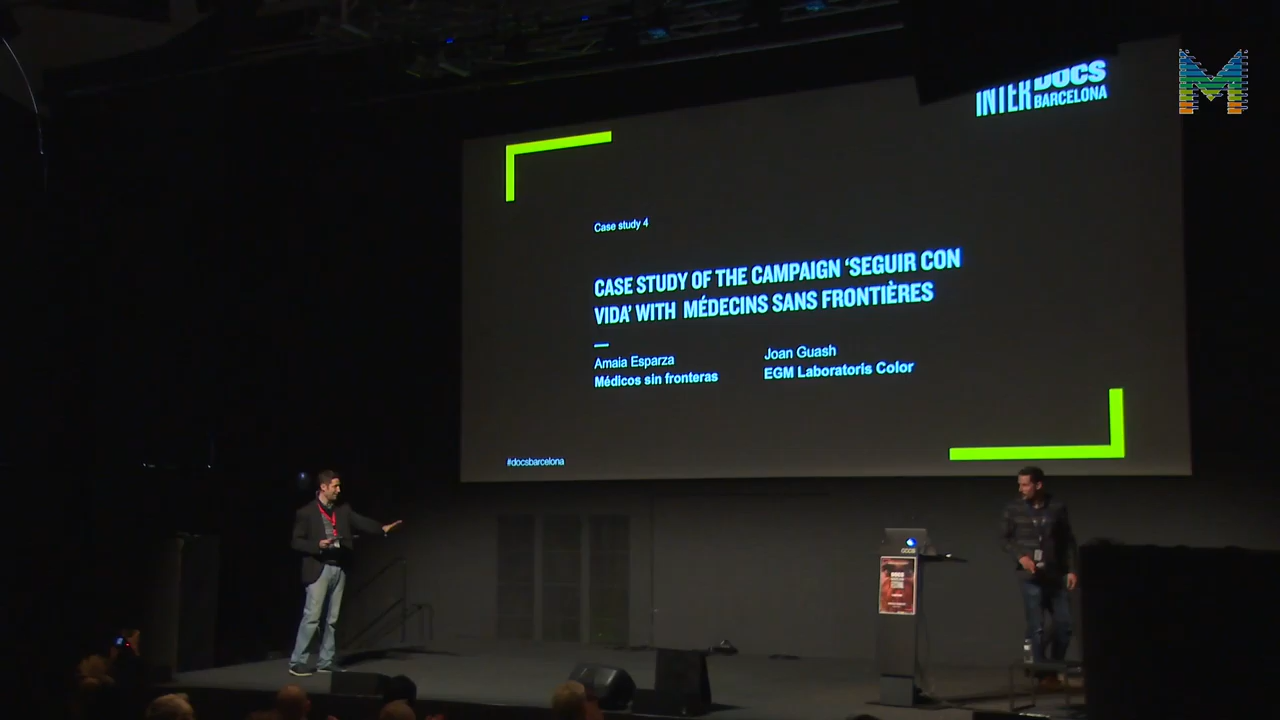 INTER DOCS
BARCELONA
M
Case study 4
CASE STUDY OF THE CAMPAIGN ‘SEGUIR CON
VIDA’ WITH MÉDECINS SANS FRONTIÈRES
Amaia Esparza
Médicos sin fronteras
Joan Guash
EGM Laboratoris Color
#docsbarcelona